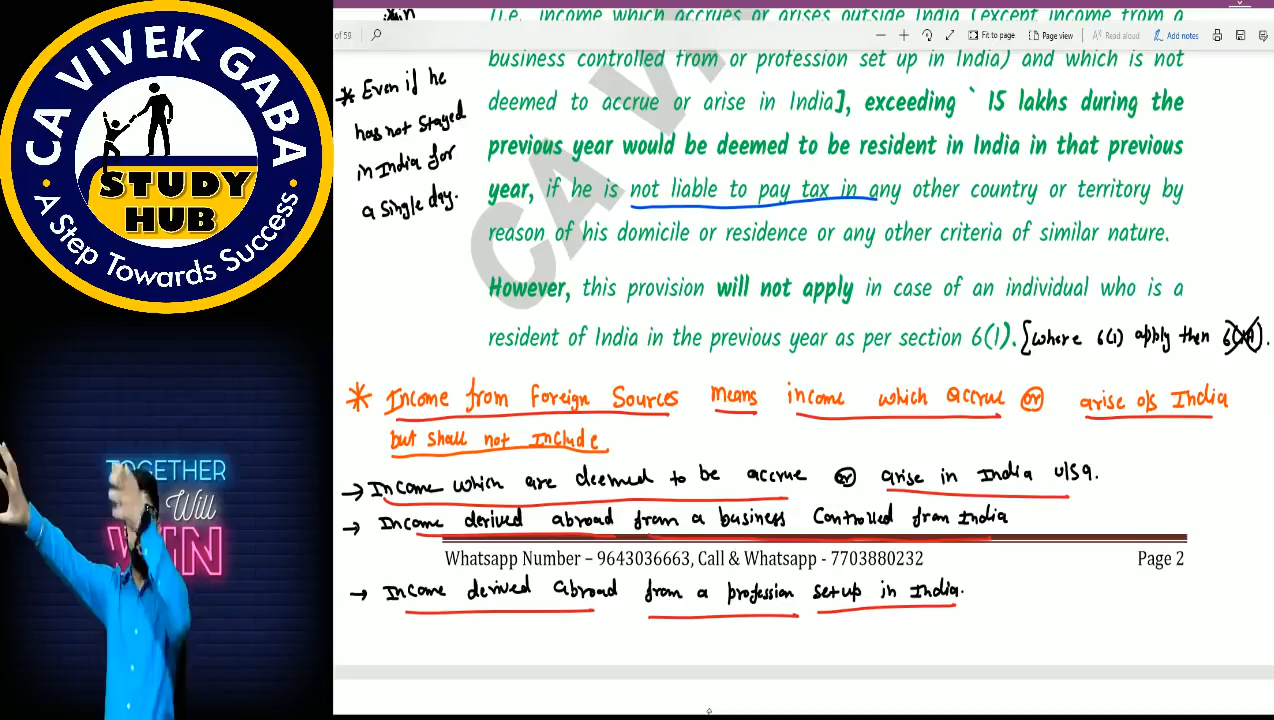 CA VIVEK GABA
STUDY
HUB
A Step Towards Success
TOGETHER
We Will
WIN
of 59
Fit to page
Page view
Read aloud
Add notes
(i.e. income which accrues or arises outside India (except income from a
business controlled from or profession set up in India) and which is not
deemed to accrue or arise in India], exceeding ` 15 lakhs during the
previous year would be deemed to be resident in India in that previous
year, if he is not liable to pay tax in any other country or territory by
reason of his domicile or residence or any other criteria of similar nature.
* Even if he
has not stayed
in India for
a single day.
However, this provision will not apply in case of an individual who is a
resident of India in the previous year as per section 6(1). [where 6(1) apply then
* Income from Foreign Sources means income which accrue or arise o/s India
but shall not include
→ Income which are deemed to be accrue or arise in India u/s 9.
→ Income derived abroad from a business controlled from India
Whatsapp Number – 9643036663, Call & Whatsapp - 7703880232 Page 2
→ Income derived abroad from a profession setup in India.
CA V